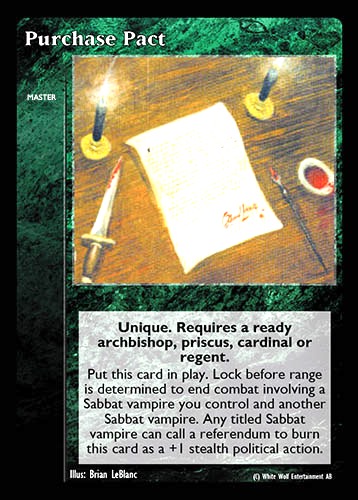 Purchase Pact
MASTER
Unique. Requires a ready
archbishop, priscus, cardinal or
regent.
Put this card in play. Lock before range
is determined to end combat involving a
Sabbat vampire you control and another
Sabbat vampire. Any titled Sabbat
vampire can call a referendum to burn
this card as a +1 stealth political action.
Illus: Brian LeBlanc
(C) White Wolf Entertainment AB